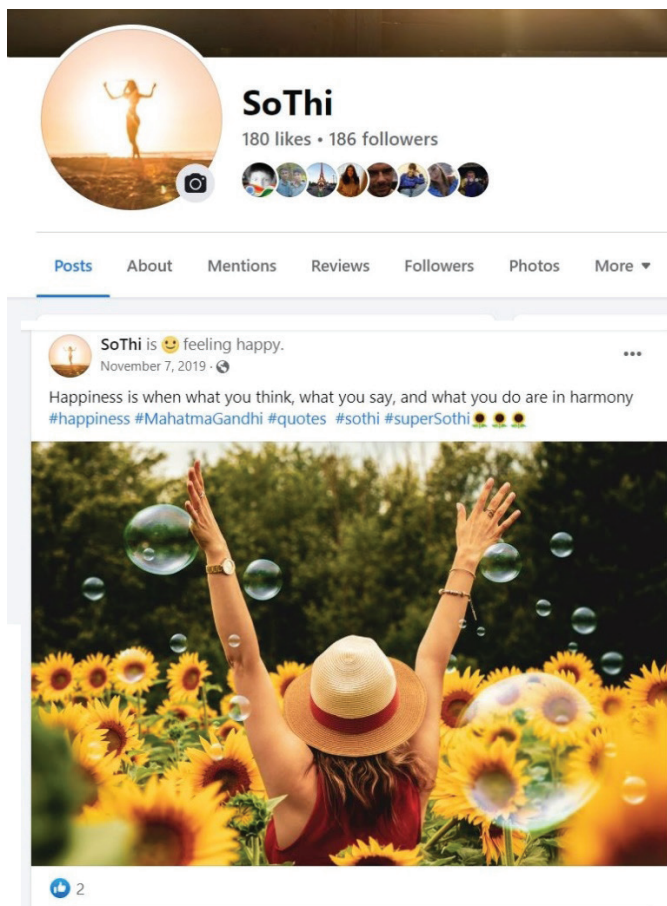 SoThi
180 likes • 186 followers
Posts About Mentions Reviews Followers Photos More
SoThi is 🙂 feeling happy.
November 7, 2019 ·
Happiness is when what you think, what you say, and what you do are in harmony
#happiness #MahatmaGandhi #quotes #sothi #superSothi🌻🌻🌻
2